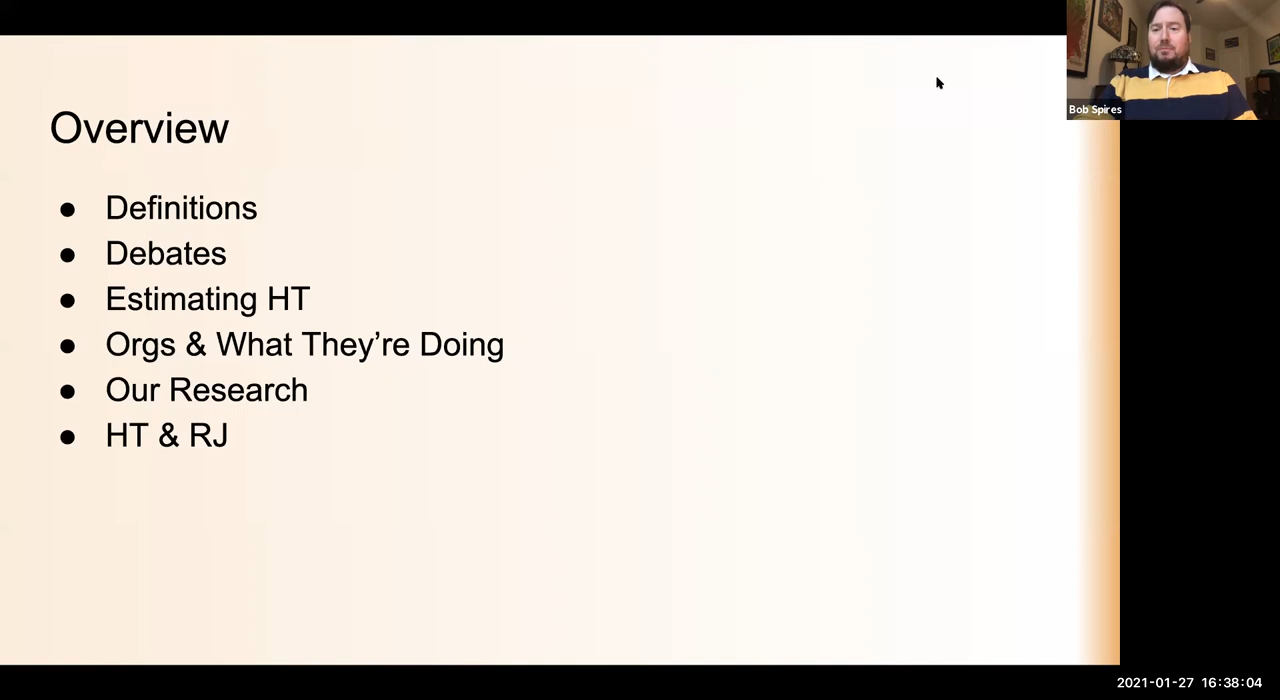 Overview
● Definitions
● Debates
● Estimating HT
● Orgs & What They’re Doing
● Our Research
● HT & RJ
Bob Spires
2021-01-27 16:38:04